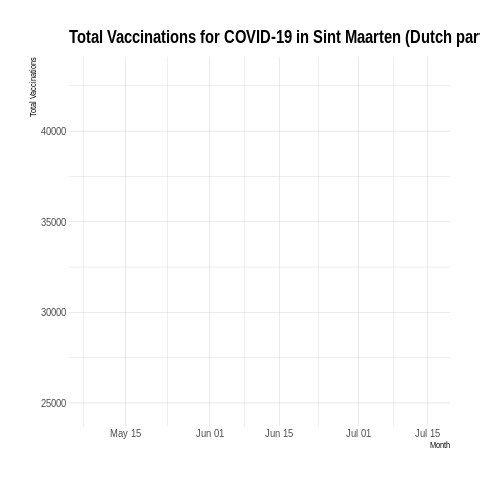 Total Vaccinations for COVID-19 in Sint Maarten (Dutch par
Total Vaccinations
40000
35000
30000
25000
May 15 Jun 01 Jun 15 Jul 01 Jul 15
Month